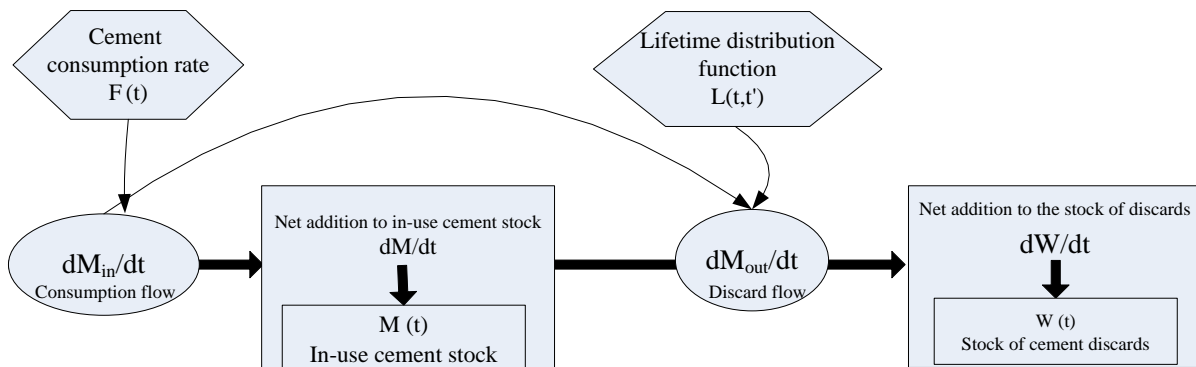 Cement
consumption rate
F (t)
Lifetime distribution
function
L(t,t')
dMin/dt
Consumption flow
Net addition to in-use cement stock
dM/dt
M (t)
In-use cement stock
dMout/dt
Discard flow
Net addition to the stock of discards
dW/dt
W (t)
Stock of cement discards